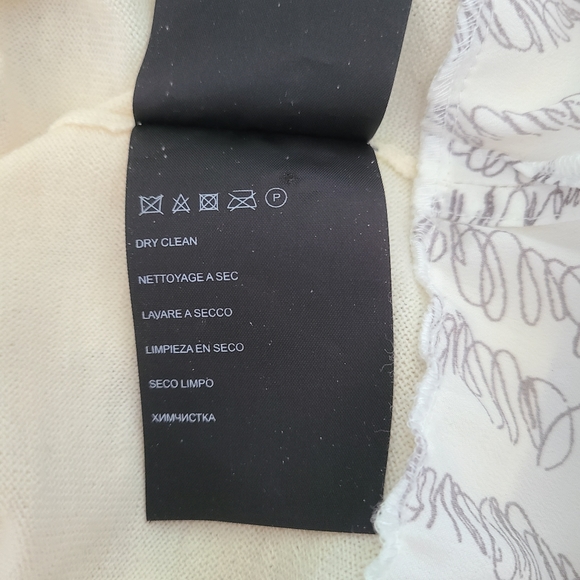 P
DRY CLEAN
NETTOYAGE A SEC
LAVARE A SECCO
LIMPIEZA EN SECO
SECO LIMPO
ХИМЧИСТКА